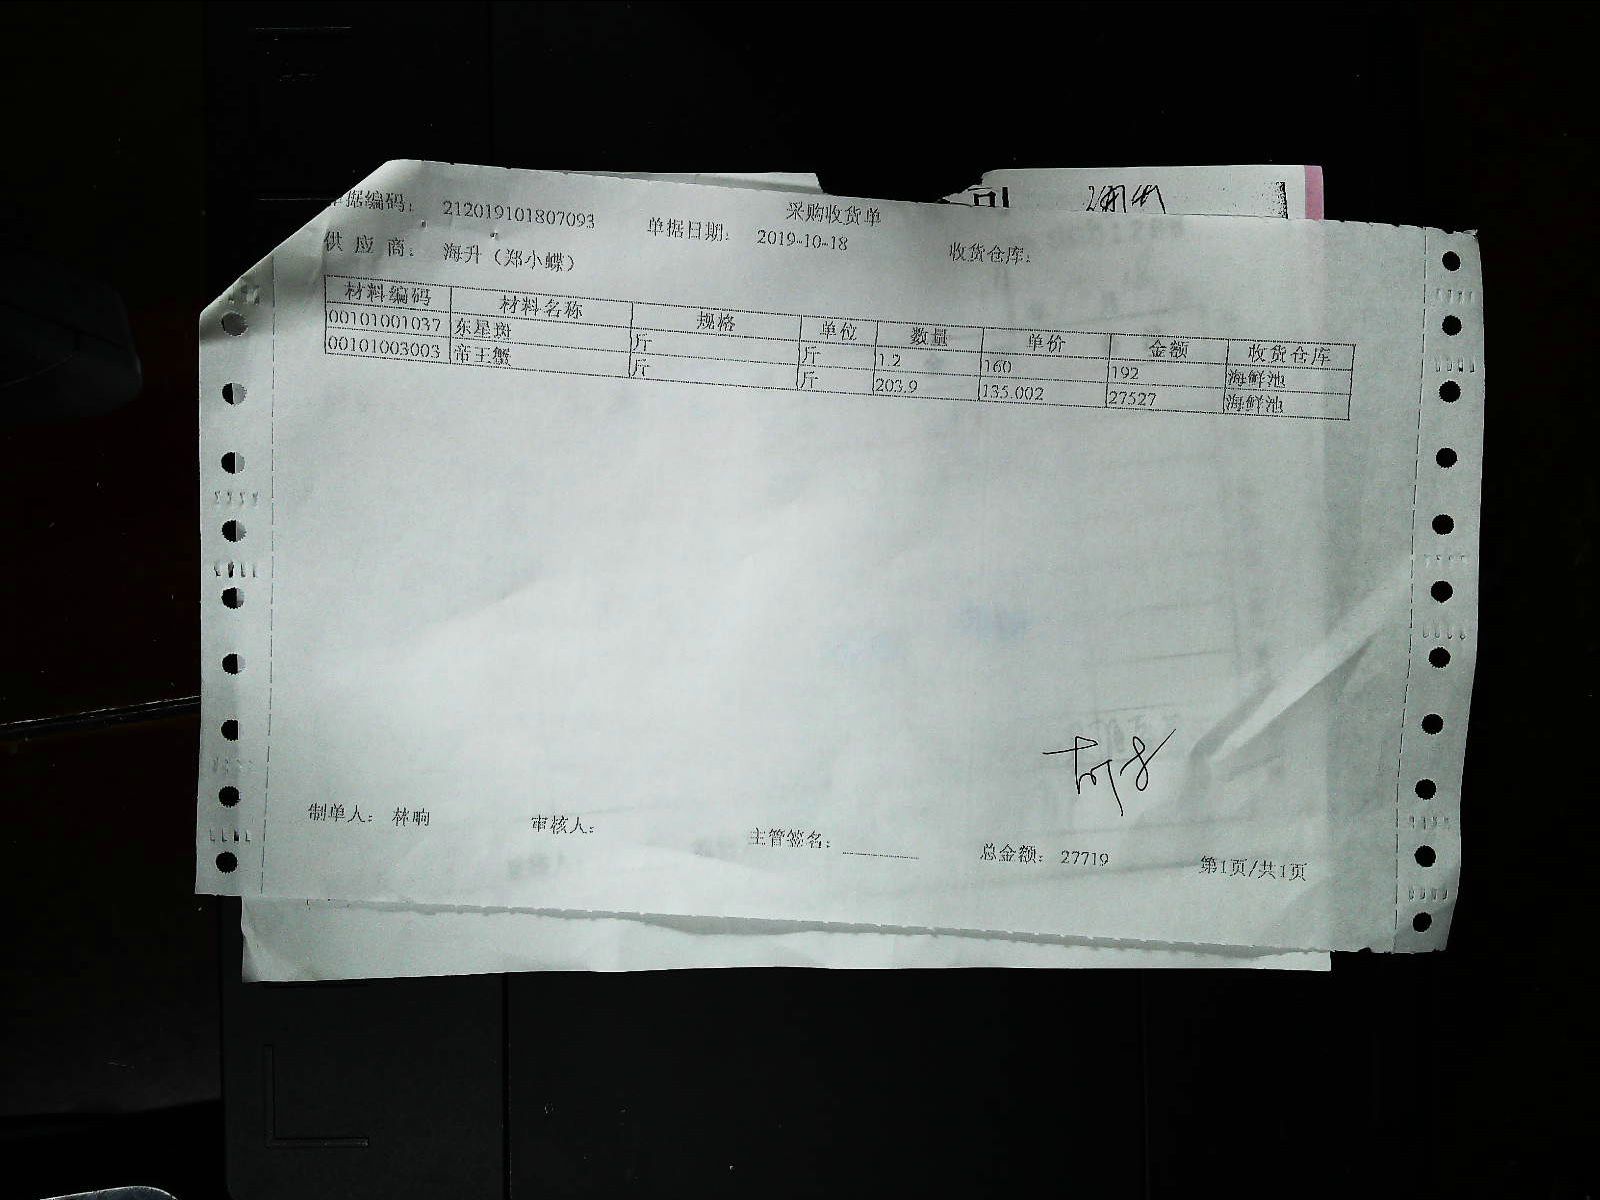 采购收货单
单据编码： 212019101807093 单据日期： 2019-10-18 收货仓库：
供 应 商： 海升（郑小蝶）
材料编码 材料名称 规格 单位 数量 单价 金额 收货仓库
00101001037 东星斑 斤 斤 1.2 160 192 海鲜池
00101003003 帝王蟹 斤 斤 203.9 135.002 27527 海鲜池
制单人： 林响 审核人： 主管签名： 总金额： 27719 第1页/共1页